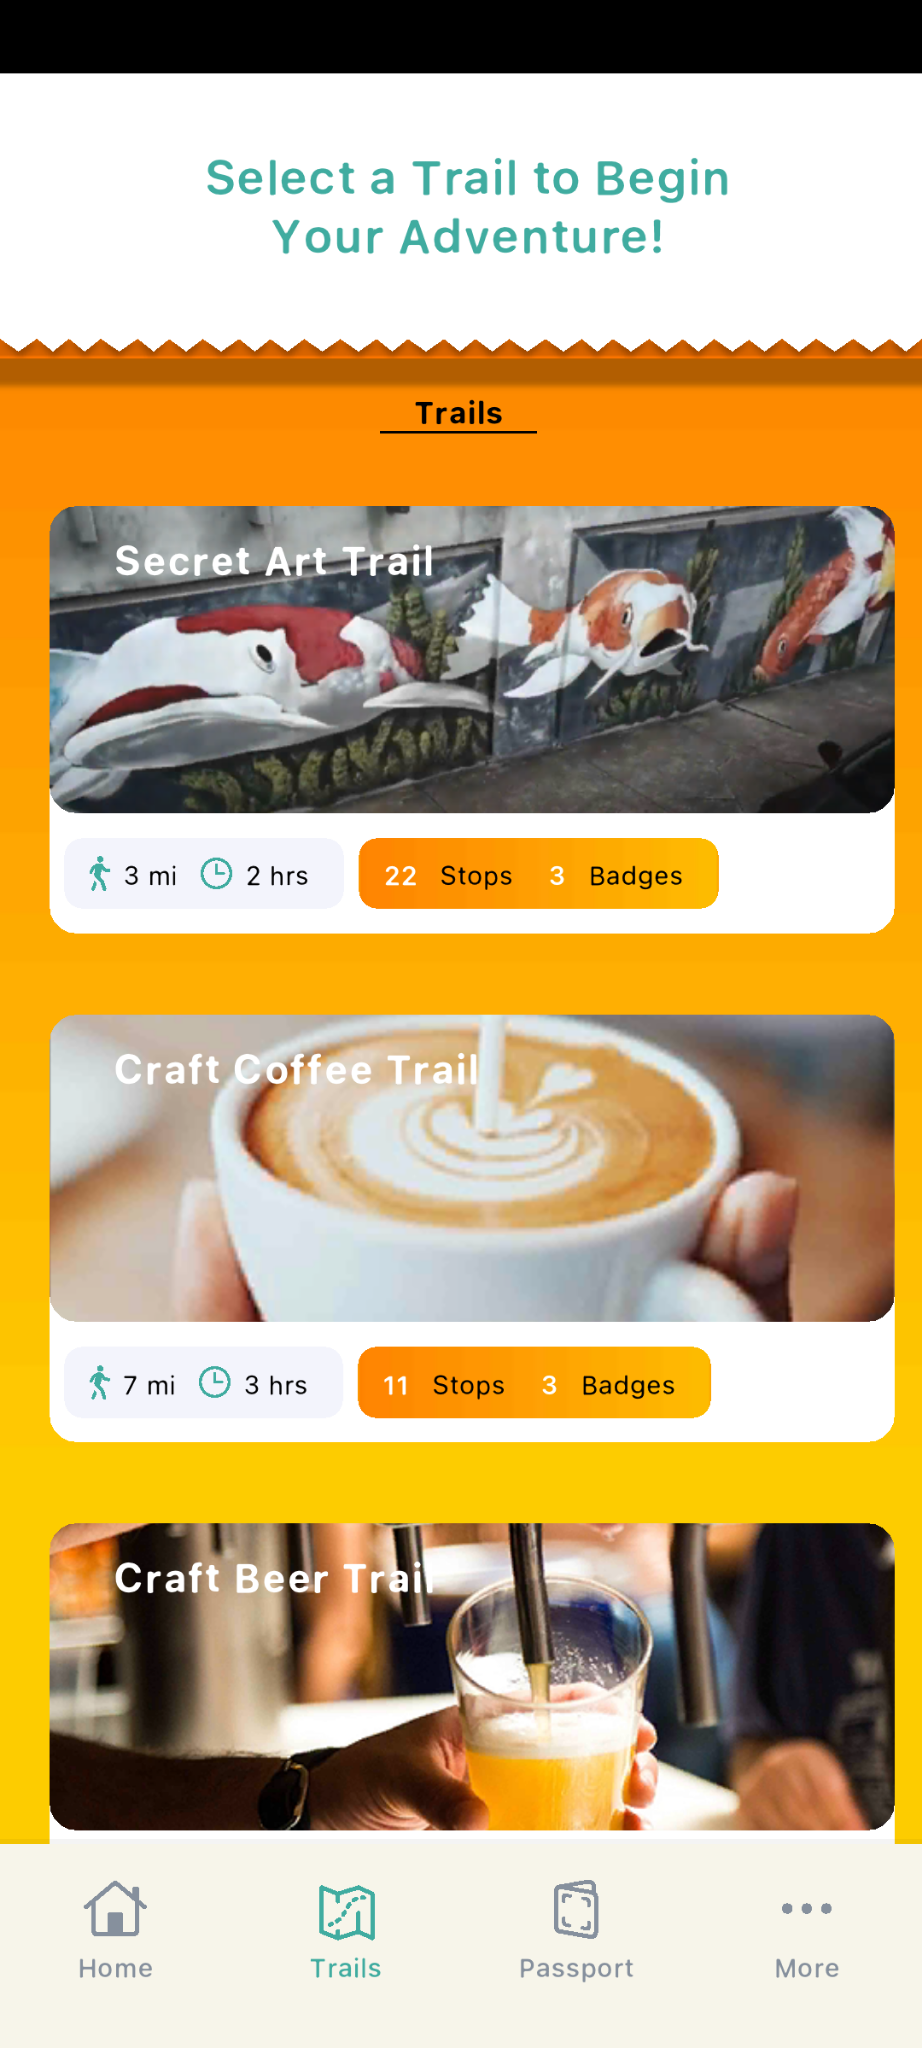 Select a Trail to Begin
Your Adventure!
Trails
Secret Art Trail
3 mi 2 hrs 22 Stops 3 Badges
Craft Coffee Trail
7 mi 3 hrs 11 Stops 3 Badges
Craft Beer Trail
Home Trails Passport More